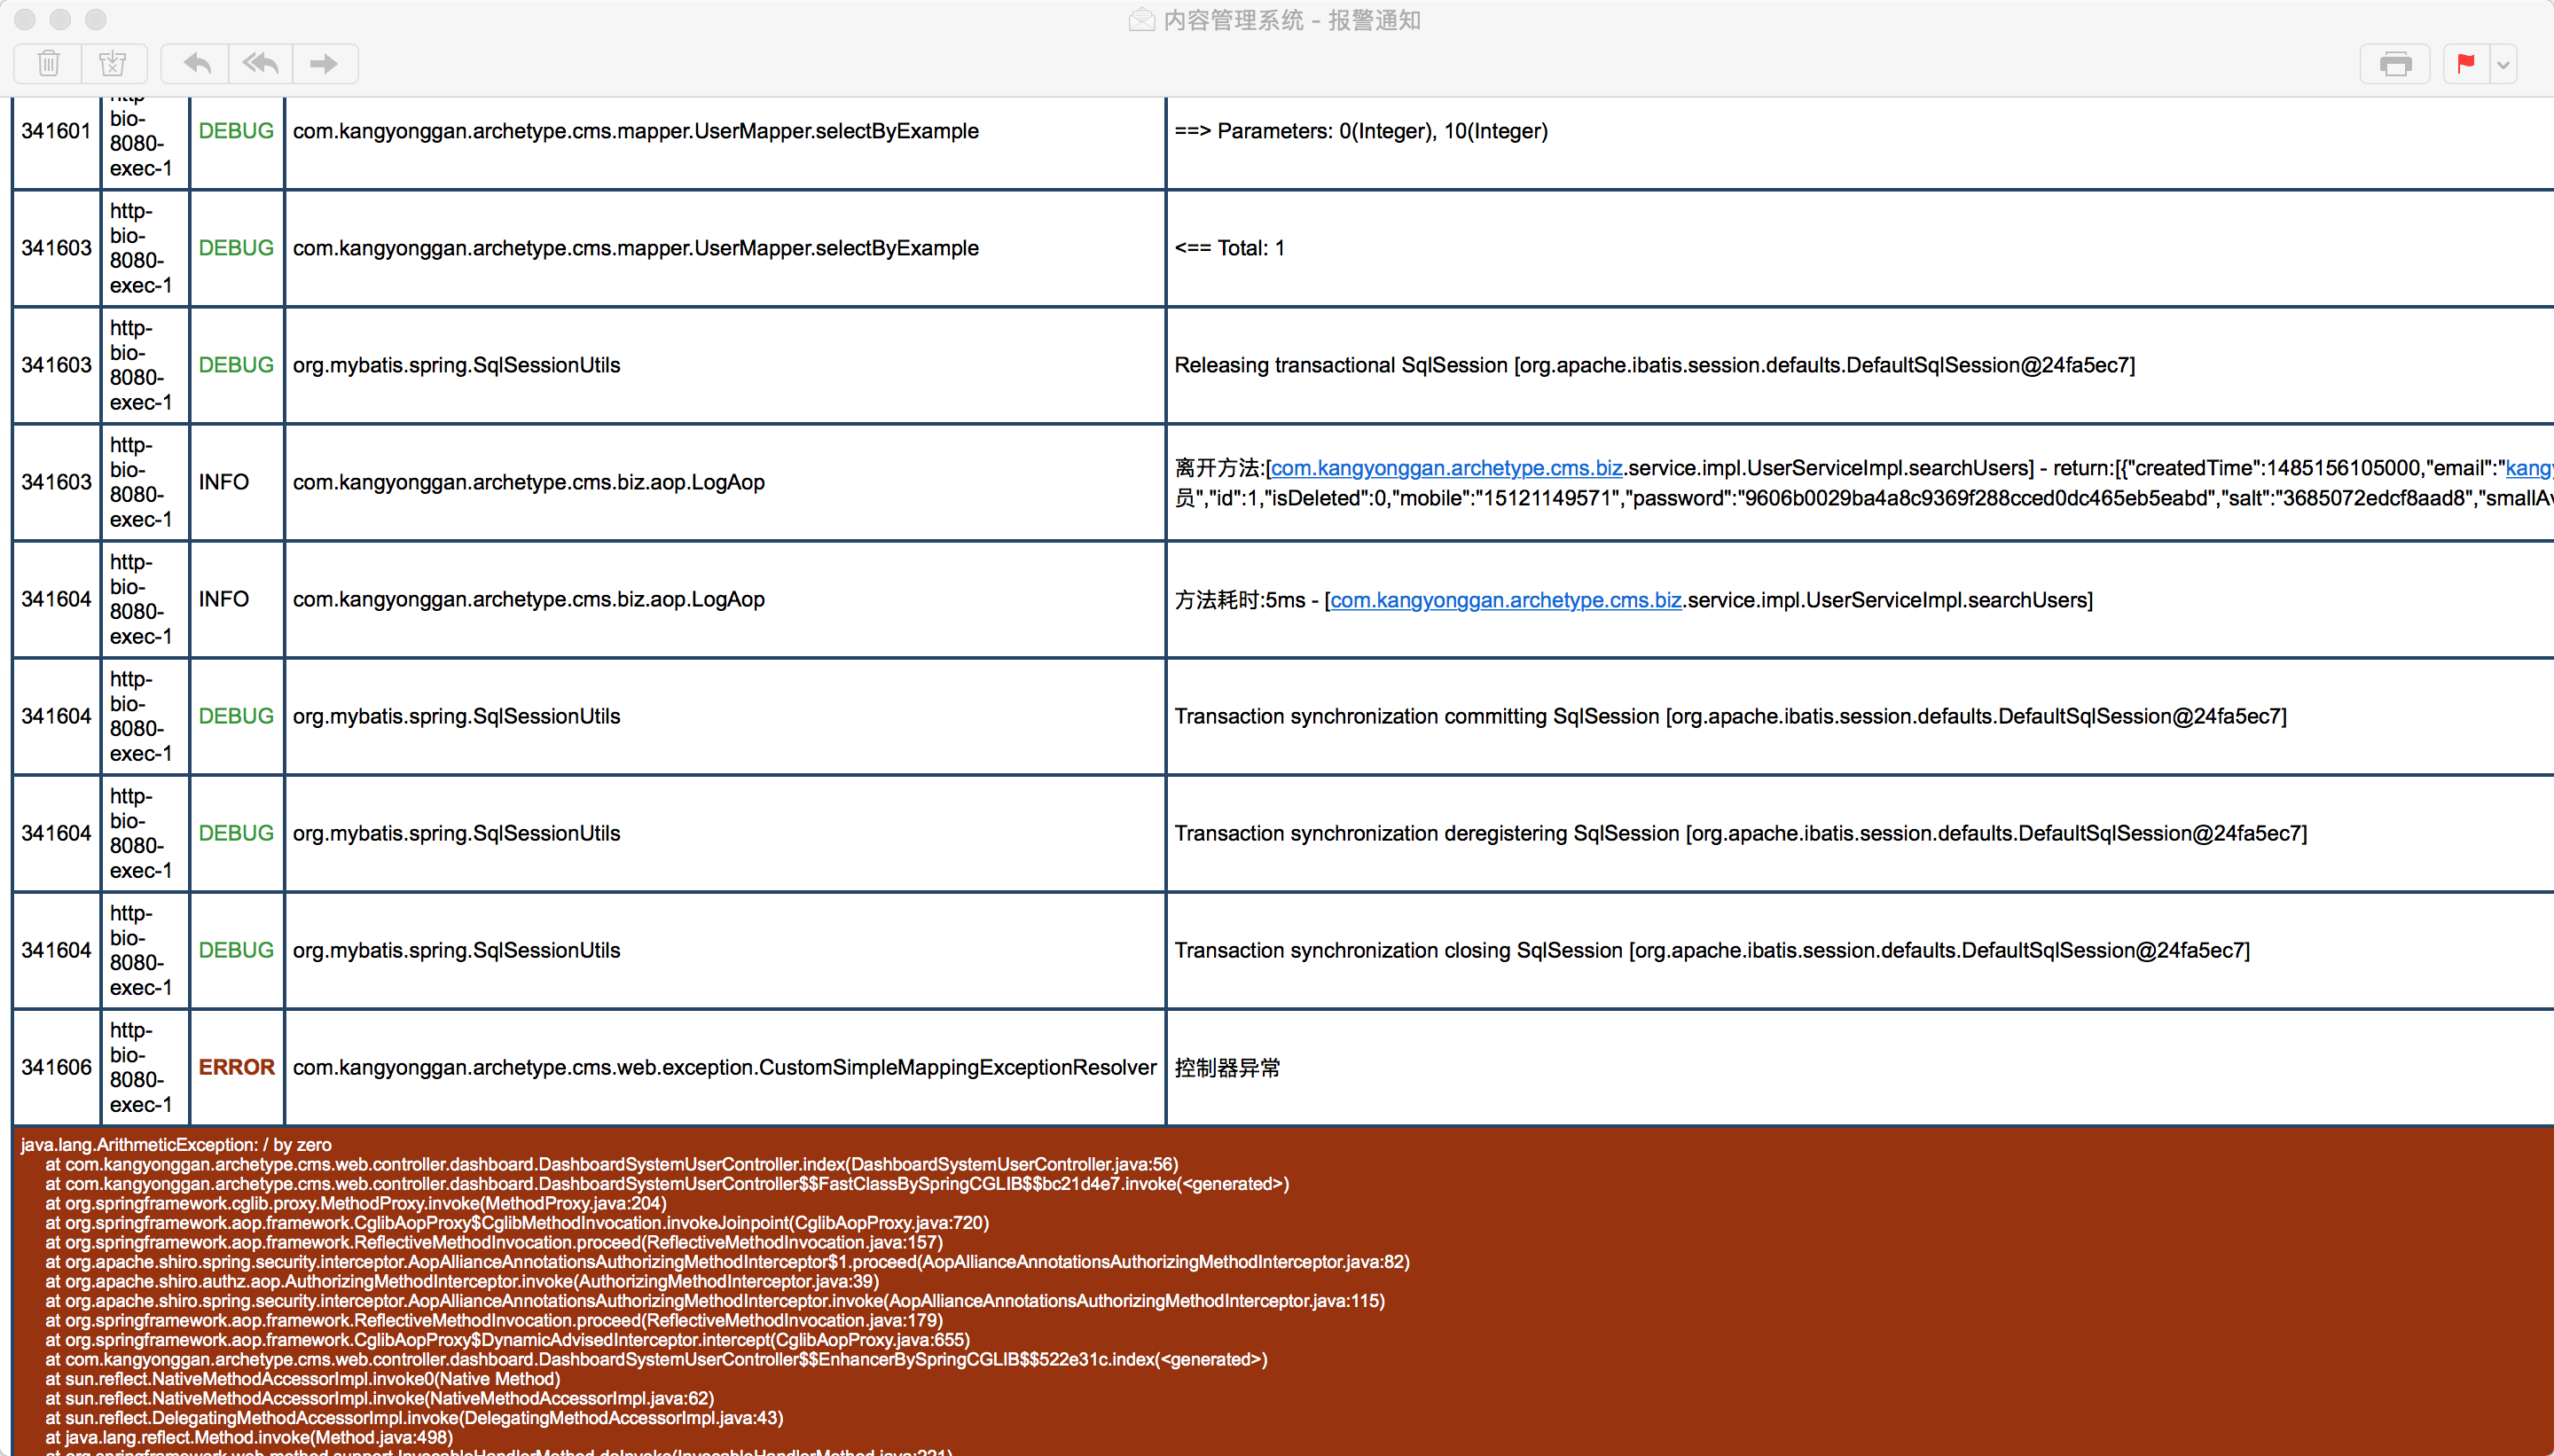 内容管理系统 - 报警通知
http-
341601 bio-8080-exec-1 DEBUG com.kangyonggan.archetype.cms.mapper.UserMapper.selectByExample ==> Parameters: 0(Integer), 10(Integer)
341603 http-bio-8080-exec-1 DEBUG com.kangyonggan.archetype.cms.mapper.UserMapper.selectByExample <== Total: 1
341603 http-bio-8080-exec-1 DEBUG org.mybatis.spring.SqlSessionUtils Releasing transactional SqlSession [org.apache.ibatis.session.defaults.DefaultSqlSession@24fa5ec7]
341603 http-bio-8080-exec-1 INFO com.kangyonggan.archetype.cms.biz.aop.LogAop 离开方法:[com.kangyonggan.archetype.cms.biz.service.impl.UserServiceImpl.searchUsers] - return:[{"createdTime":1485156105000,"email":"kangy
员","id":1,"isDeleted":0,"mobile":"15121149571","password":"9606b0029ba4a8c9369f288cced0dc465eb5eabd","salt":"3685072edcf8aad8","smallAv
341604 http-bio-8080-exec-1 INFO com.kangyonggan.archetype.cms.biz.aop.LogAop 方法耗时:5ms - [com.kangyonggan.archetype.cms.biz.service.impl.UserServiceImpl.searchUsers]
341604 http-bio-8080-exec-1 DEBUG org.mybatis.spring.SqlSessionUtils Transaction synchronization committing SqlSession [org.apache.ibatis.session.defaults.DefaultSqlSession@24fa5ec7]
341604 http-bio-8080-exec-1 DEBUG org.mybatis.spring.SqlSessionUtils Transaction synchronization deregistering SqlSession [org.apache.ibatis.session.defaults.DefaultSqlSession@24fa5ec7]
341604 http-bio-8080-exec-1 DEBUG org.mybatis.spring.SqlSessionUtils Transaction synchronization closing SqlSession [org.apache.ibatis.session.defaults.DefaultSqlSession@24fa5ec7]
341606 http-bio-8080-exec-1 ERROR com.kangyonggan.archetype.cms.web.exception.CustomSimpleMappingExceptionResolver 控制器异常
java.lang.ArithmeticException: / by zero
at com.kangyonggan.archetype.cms.web.controller.dashboard.DashboardSystemUserController.index(DashboardSystemUserController.java:56)
at com.kangyonggan.archetype.cms.web.controller.dashboard.DashboardSystemUserController$$FastClassBySpringCGLIB$$bc21d4e7.invoke(<generated>)
at org.springframework.cglib.proxy.MethodProxy.invoke(MethodProxy.java:204)
at org.springframework.aop.framework.CglibAopProxy$CglibMethodInvocation.invokeJoinpoint(CglibAopProxy.java:720)
at org.springframework.aop.framework.ReflectiveMethodInvocation.proceed(ReflectiveMethodInvocation.java:157)
at org.apache.shiro.spring.security.interceptor.AopAllianceAnnotationsAuthorizingMethodInterceptor$1.proceed(AopAllianceAnnotationsAuthorizingMethodInterceptor.java:82)
at org.apache.shiro.authz.aop.AuthorizingMethodInterceptor.invoke(AuthorizingMethodInterceptor.java:39)
at org.apache.shiro.spring.security.interceptor.AopAllianceAnnotationsAuthorizingMethodInterceptor.invoke(AopAllianceAnnotationsAuthorizingMethodInterceptor.java:115)
at org.springframework.aop.framework.ReflectiveMethodInvocation.proceed(ReflectiveMethodInvocation.java:179)
at org.springframework.aop.framework.CglibAopProxy$DynamicAdvisedInterceptor.intercept(CglibAopProxy.java:655)
at com.kangyonggan.archetype.cms.web.controller.dashboard.DashboardSystemUserController$$EnhancerBySpringCGLIB$$522e31c.index(<generated>)
at sun.reflect.NativeMethodAccessorImpl.invoke0(Native Method)
at sun.reflect.NativeMethodAccessorImpl.invoke(NativeMethodAccessorImpl.java:62)
at sun.reflect.DelegatingMethodAccessorImpl.invoke(DelegatingMethodAccessorImpl.java:43)
at java.lang.reflect.Method.invoke(Method.java:498)
at org.springframework.web.method.support.InvocableHandlerMethod.doInvoke(InvocableHandlerMethod.java:221)